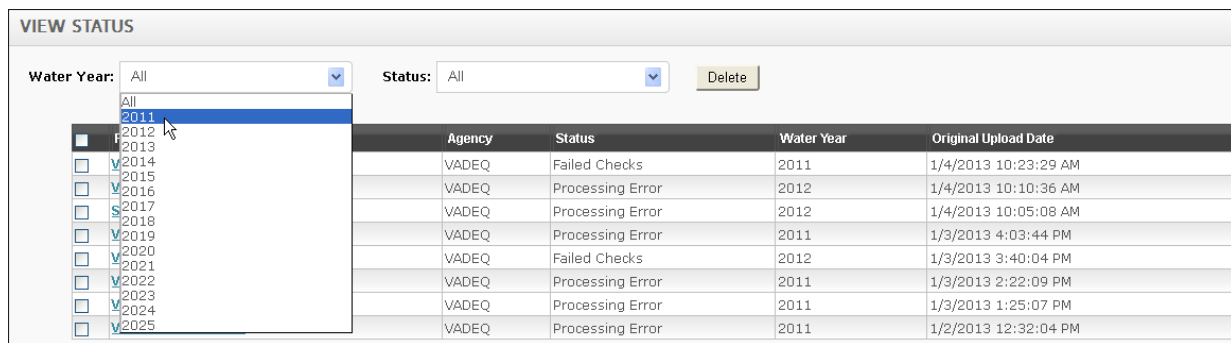 VIEW STATUS
Water Year: All Status: All Delete
All
2011
2012
2013
2014
2015
2016
2017
2018
2019
2020
2021
2022
2023
2024
2025
Agency Status Water Year Original Upload Date
VADEQ Failed Checks 2011 1/4/2013 10:23:29 AM
VADEQ Processing Error 2012 1/4/2013 10:10:36 AM
VADEQ Processing Error 2012 1/4/2013 10:05:08 AM
VADEQ Processing Error 2011 1/3/2013 4:03:44 PM
VADEQ Failed Checks 2012 1/3/2013 3:40:04 PM
VADEQ Processing Error 2011 1/3/2013 2:22:09 PM
VADEQ Processing Error 2011 1/3/2013 1:25:07 PM
VADEQ Processing Error 2011 1/2/2013 12:32:04 PM